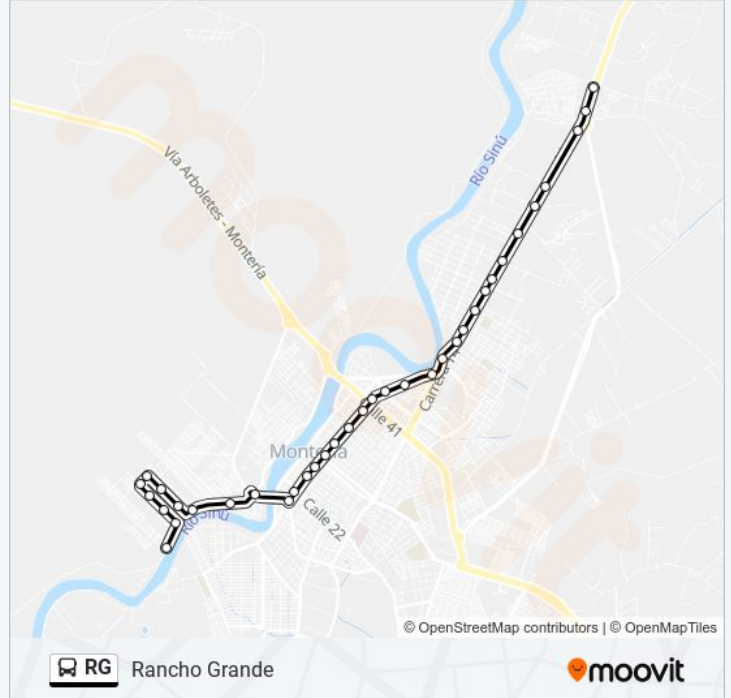 Río Sinú
Vía Arboletes - Montería
Calle 41
Montería
Calle 22
Río Sinú
© OpenStreetMap contributors | © OpenMapTiles
RG Rancho Grande
moovit